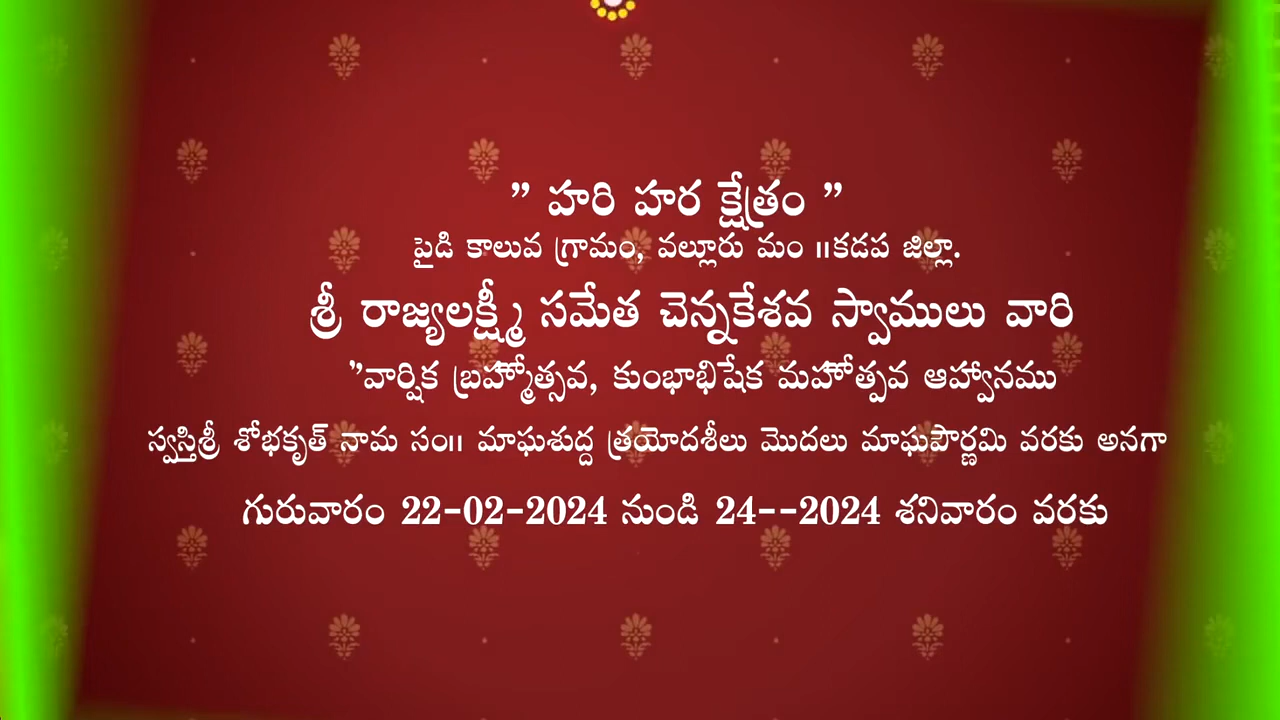 ” హరి హర క్షేత్రం ”
పైడి కాలువ గ్రామం, వల్లూరు మం ॥కడప జిల్లా.
శ్రీ రాజ్యలక్ష్మీ సమేత చెన్నకేశవ స్వాములు వారి
”వార్షిక బ్రహ్మోత్సవ, కుంభాభిషేక మహోత్పవ ఆహ్వానము
స్వస్తిశ్రీ శోభకృత్ నామ సం॥ మాఘశుద్ద త్రయోదశీలు మొదలు మాఘపౌర్ణమి వరకు అనగా
గురువారం 22-02-2024 నుండి 24--2024 శనివారం వరకు